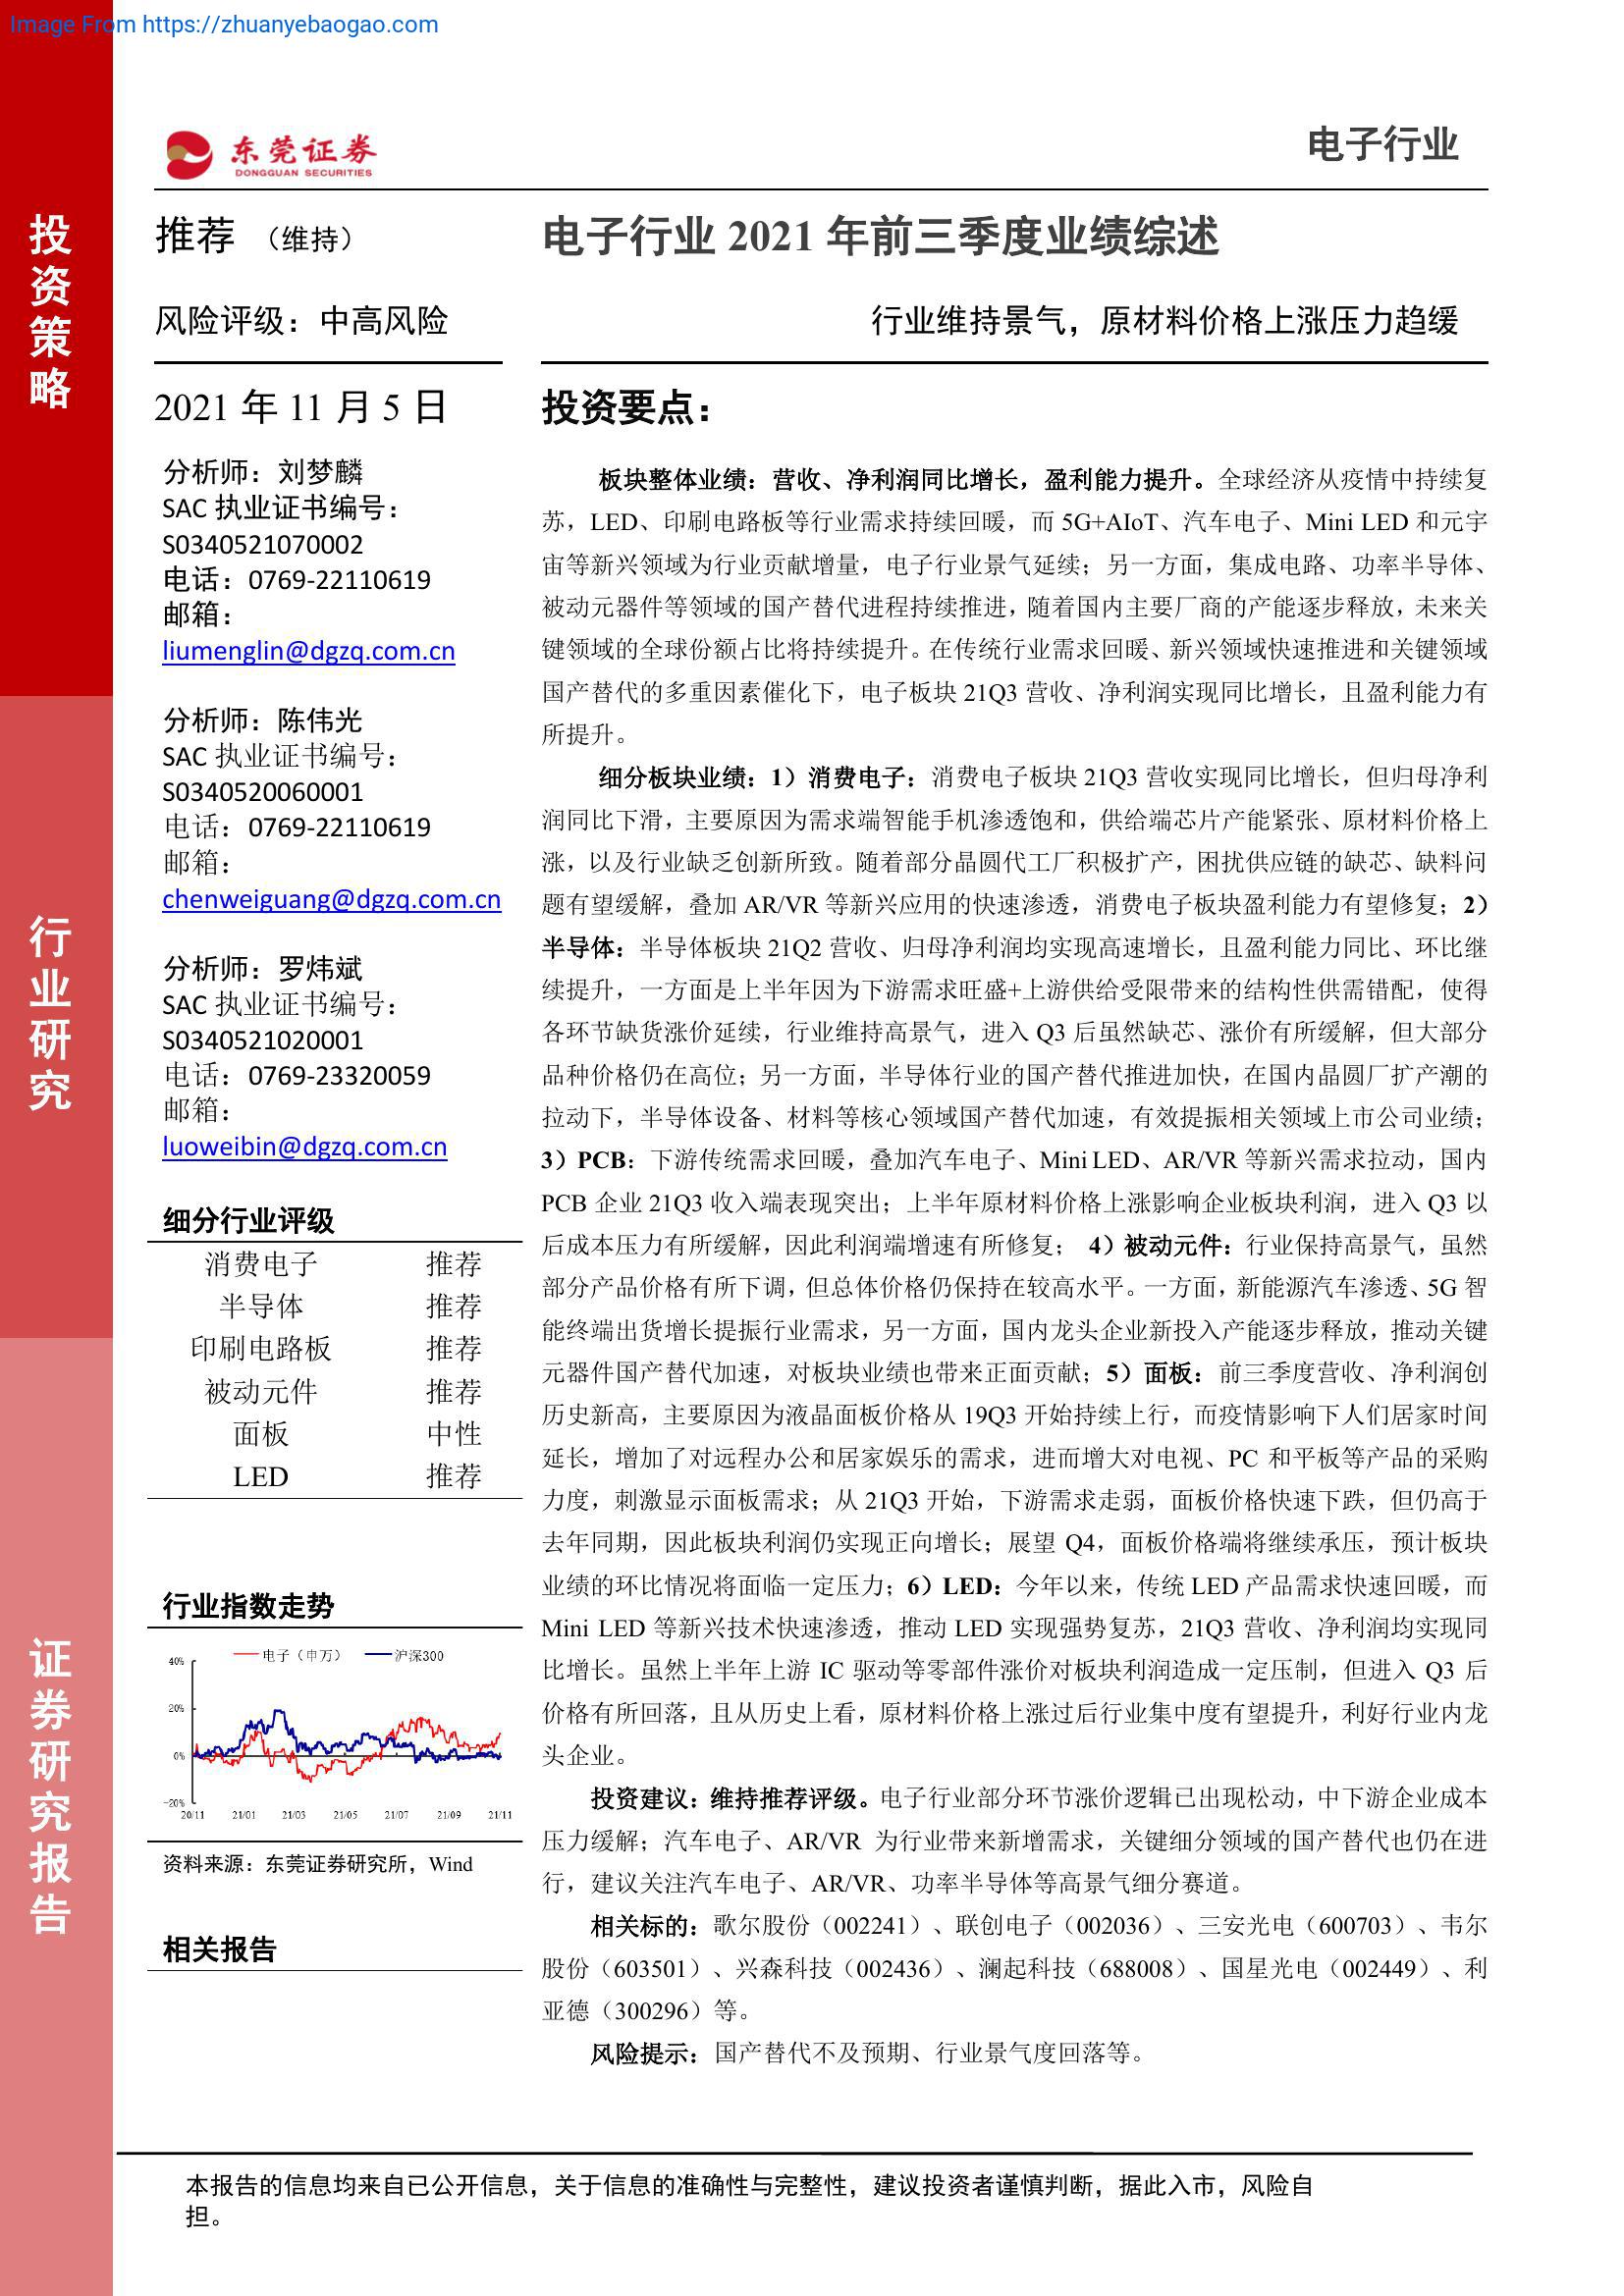 Image From https://zhuanyebaogao.com
投资策略
行业研究
证券研究报告
东莞证券
DONGGUAN SECURITIES
电子行业
推荐 （维持）
电子行业 2021 年前三季度业绩综述
风险评级：中高风险
行业维持景气，原材料价格上涨压力趋缓
2021 年 11 月 5 日
分析师：刘梦麟
SAC 执业证书编号：
S0340521070002
电话：0769-22110619
邮箱：
liumenglin@dgzq.com.cn
分析师：陈伟光
SAC 执业证书编号：
S0340520060001
电话：0769-22110619
邮箱：
chenweiguang@dgzq.com.cn
分析师：罗炜斌
SAC 执业证书编号：
S0340521020001
电话：0769-23320059
邮箱：
luoweibin@dgzq.com.cn
细分行业评级
消费电子 推荐
半导体 推荐
印刷电路板 推荐
被动元件 推荐
面板 中性
LED 推荐
行业指数走势
电子（申万） 沪深300
40%
20%
0%
-20%
20/11 21/01 21/03 21/05 21/07 21/09 21/11
资料来源：东莞证券研究所，Wind
相关报告
投资要点：
板块整体业绩：营收、净利润同比增长，盈利能力提升。全球经济从疫情中持续复
苏，LED、印刷电路板等行业需求持续回暖，而 5G+AIoT、汽车电子、Mini LED 和元宇
宙等新兴领域为行业贡献增量，电子行业景气延续；另一方面，集成电路、功率半导体、
被动元器件等领域的国产替代进程持续推进，随着国内主要厂商的产能逐步释放，未来关
键领域的全球份额占比将持续提升。在传统行业需求回暖、新兴领域快速推进和关键领域
国产替代的多重因素催化下，电子板块 21Q3 营收、净利润实现同比增长，且盈利能力有
所提升。
细分板块业绩：1）消费电子：消费电子板块 21Q3 营收实现同比增长，但归母净利
润同比下滑，主要原因为需求端智能手机渗透饱和，供给端芯片产能紧张、原材料价格上
涨，以及行业缺乏创新所致。随着部分晶圆代工厂积极扩产，困扰供应链的缺芯、缺料问
题有望缓解，叠加 AR/VR 等新兴应用的快速渗透，消费电子板块盈利能力有望修复；2）
半导体：半导体板块 21Q2 营收、归母净利润均实现高速增长，且盈利能力同比、环比继
续提升，一方面是上半年因为下游需求旺盛+上游供给受限带来的结构性供需错配，使得
各环节缺货涨价延续，行业维持高景气，进入 Q3 后虽然缺芯、涨价有所缓解，但大部分
品种价格仍在高位；另一方面，半导体行业的国产替代推进加快，在国内晶圆厂扩产潮的
拉动下，半导体设备、材料等核心领域国产替代加速，有效提振相关领域上市公司业绩；
3）PCB：下游传统需求回暖，叠加汽车电子、Mini LED、AR/VR 等新兴需求拉动，国内
PCB 企业 21Q3 收入端表现突出；上半年原材料价格上涨影响企业板块利润，进入 Q3 以
后成本压力有所缓解，因此利润端增速有所修复； 4）被动元件：行业保持高景气，虽然
部分产品价格有所下调，但总体价格仍保持在较高水平。一方面，新能源汽车渗透、5G 智
能终端出货增长提振行业需求，另一方面，国内龙头企业新投入产能逐步释放，推动关键
元器件国产替代加速，对板块业绩也带来正面贡献；5）面板：前三季度营收、净利润创
历史新高，主要原因为液晶面板价格从 19Q3 开始持续上行，而疫情影响下人们居家时间
延长，增加了对远程办公和居家娱乐的需求，进而增大对电视、PC 和平板等产品的采购
力度，刺激显示面板需求；从 21Q3 开始，下游需求走弱，面板价格快速下跌，但仍高于
去年同期，因此板块利润仍实现正向增长；展望 Q4，面板价格端将继续承压，预计板块
业绩的环比情况将面临一定压力；6）LED：今年以来，传统 LED 产品需求快速回暖，而
Mini LED 等新兴技术快速渗透，推动 LED 实现强势复苏，21Q3 营收、净利润均实现同
比增长。虽然上半年上游 IC 驱动等零部件涨价对板块利润造成一定压制，但进入 Q3 后
价格有所回落，且从历史上看，原材料价格上涨过后行业集中度有望提升，利好行业内龙
头企业。
投资建议：维持推荐评级。电子行业部分环节涨价逻辑已出现松动，中下游企业成本
压力缓解；汽车电子、AR/VR 为行业带来新增需求，关键细分领域的国产替代也仍在进
行，建议关注汽车电子、AR/VR、功率半导体等高景气细分赛道。
相关标的：歌尔股份（002241）、联创电子（002036）、三安光电（600703）、韦尔
股份（603501）、兴森科技（002436）、澜起科技（688008）、国星光电（002449）、利
亚德（300296）等。
风险提示：国产替代不及预期、行业景气度回落等。
本报告的信息均来自已公开信息，关于信息的准确性与完整性，建议投资者谨慎判断，据此入市，风险自
担。